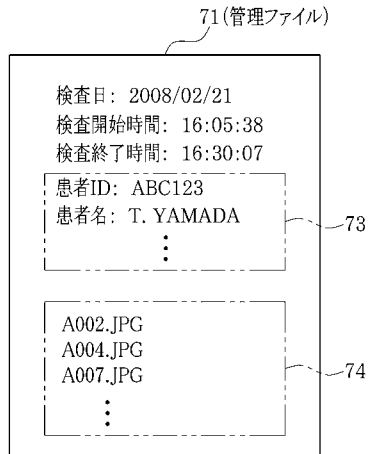 71(管理ファイル)
検査日: 2008/02/21
検査開始時間: 16:05:38
検査終了時間: 16:30:07
患者ID: ABC123
患者名: T. YAMADA
73
A002.JPG
A004.JPG
A007.JPG
74